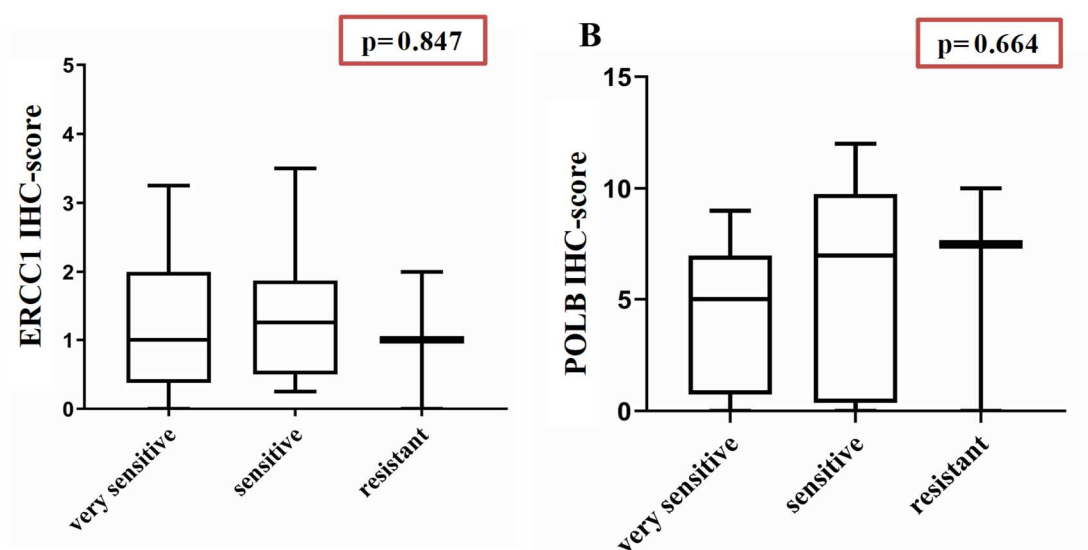 p=0.847
ERCC1 IHC-score
5
4
3
2
1
0
very sensitive
sensitive
resistant
B
p=0.664
POLB IHC-score
15
10
5
0
very sensitive
sensitive
resistant